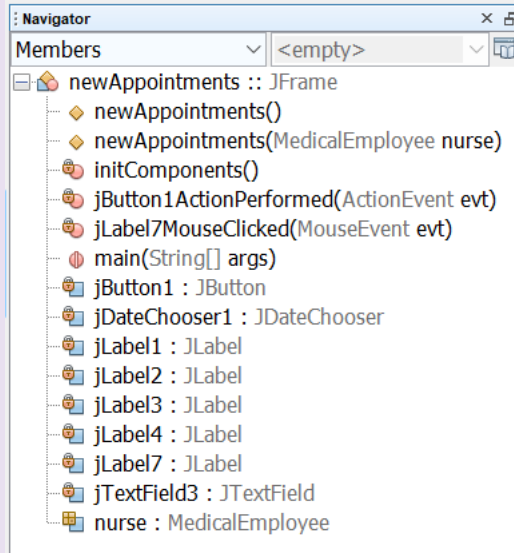 Navigator
Members <empty>
newAppointments :: JFrame
newAppointments()
newAppointments(MedicalEmployee nurse)
initComponents()
jButton1ActionPerformed(ActionEvent evt)
jLabel7MouseClicked(MouseEvent evt)
main(String[] args)
jButton1 : JButton
jDateChooser1 : JDateChooser
jLabel1 : JLabel
jLabel2 : JLabel
jLabel3 : JLabel
jLabel4 : JLabel
jLabel7 : JLabel
jTextField3 : JTextField
nurse : MedicalEmployee